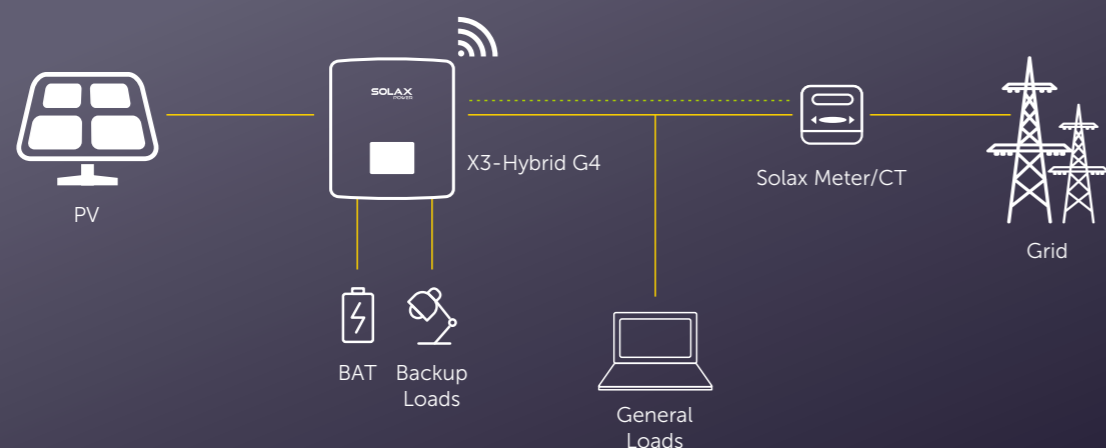 SOLAX
POWER
X3-Hybrid G4
Solax Meter/CT
PV
Grid
BAT
Backup
Loads
General
Loads